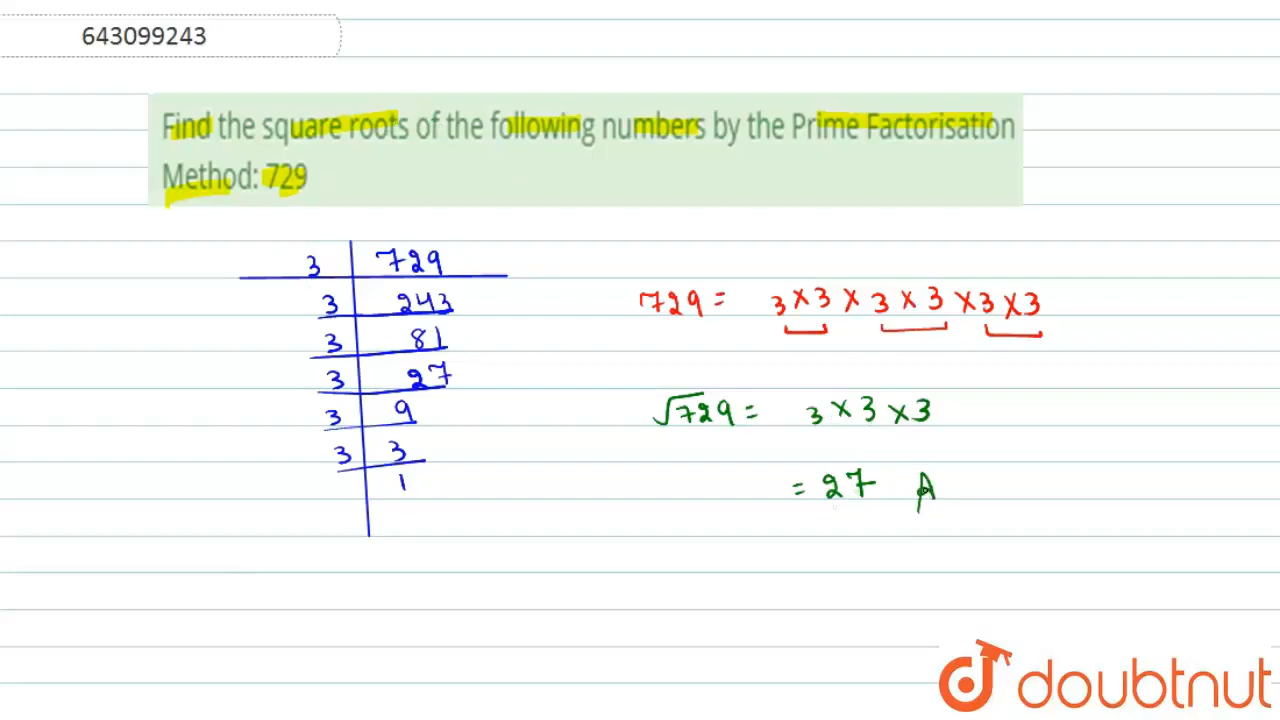 643099243
Find the square roots of the following numbers by the Prime Factorisation
Method: 729
3 729
3 243
3 81
3 27
3 9
3 3
1
729 = 3 × 3 × 3 × 3 × 3 × 3
√729 = 3 × 3 × 3
= 27 A
doubtnut